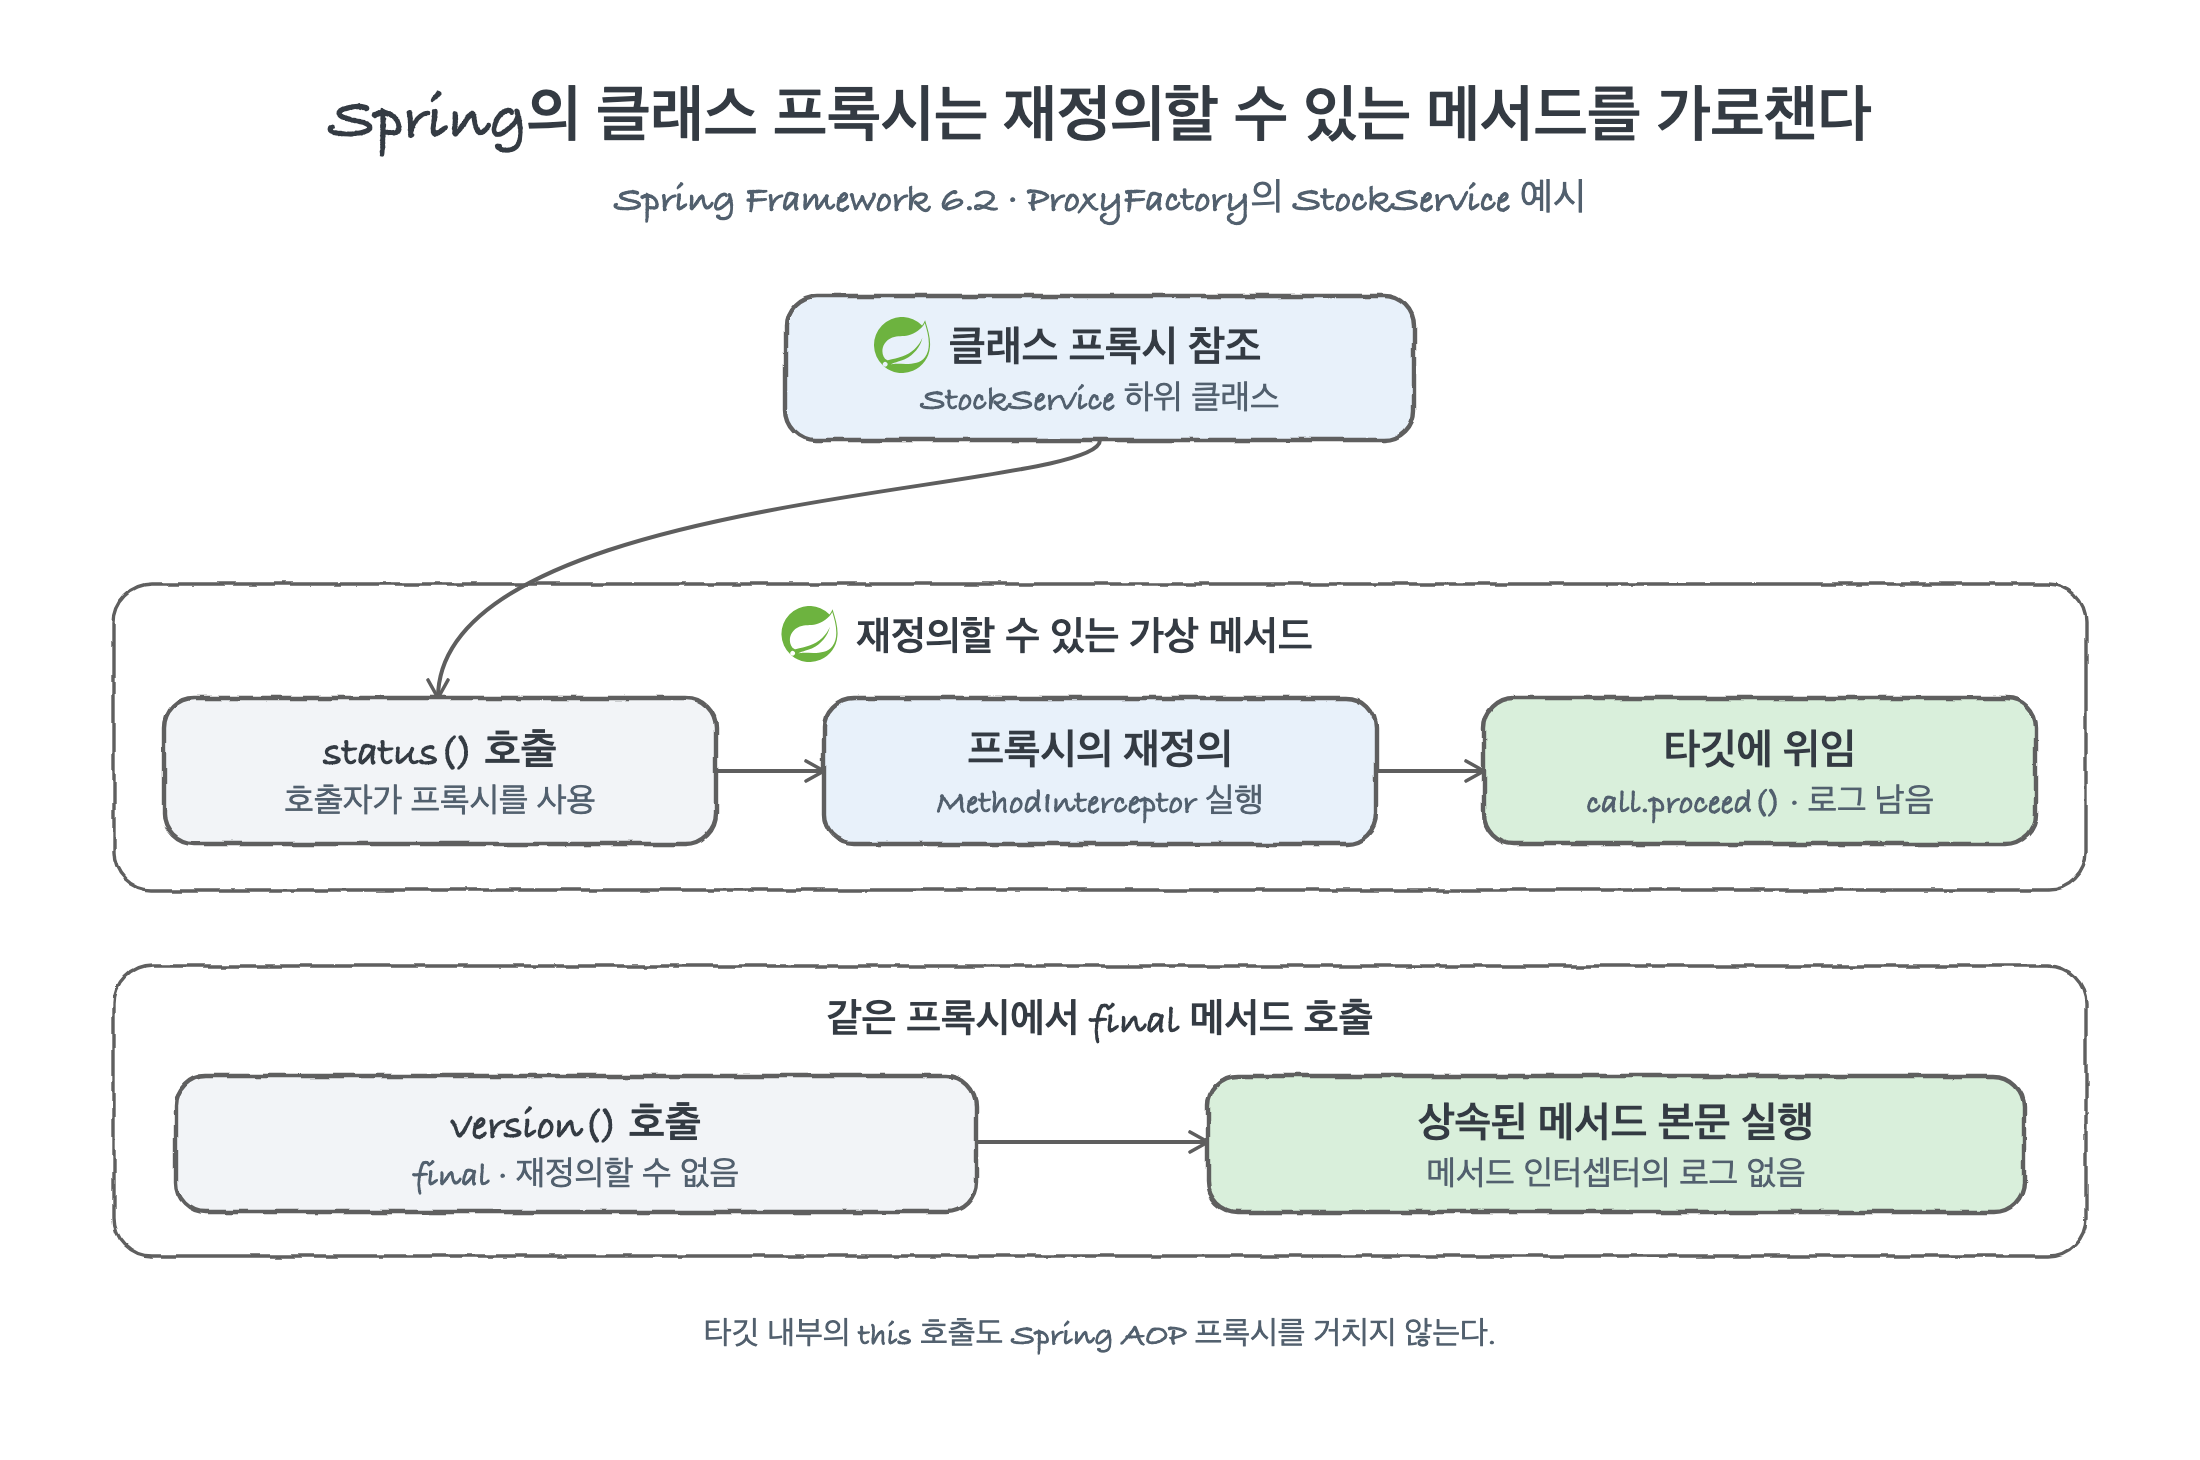 Spring의 클래스 프록시는 재정의할 수 있는 메서드를 가로챈다
Spring Framework 6.2 · ProxyFactory의 StockService 예시
클래스 프록시 참조
StockService 하위 클래스
재정의할 수 있는 가상 메서드
status() 호출
호출자가 프록시를 사용
프록시의 재정의
MethodInterceptor 실행
타깃에 위임
call.proceed() · 로그 남음
같은 프록시에서 final 메서드 호출
version() 호출
final · 재정의할 수 없음
상속된 메서드 본문 실행
메서드 인터셉터의 로그 없음
타깃 내부의 this 호출도 Spring AOP 프록시를 거치지 않는다.